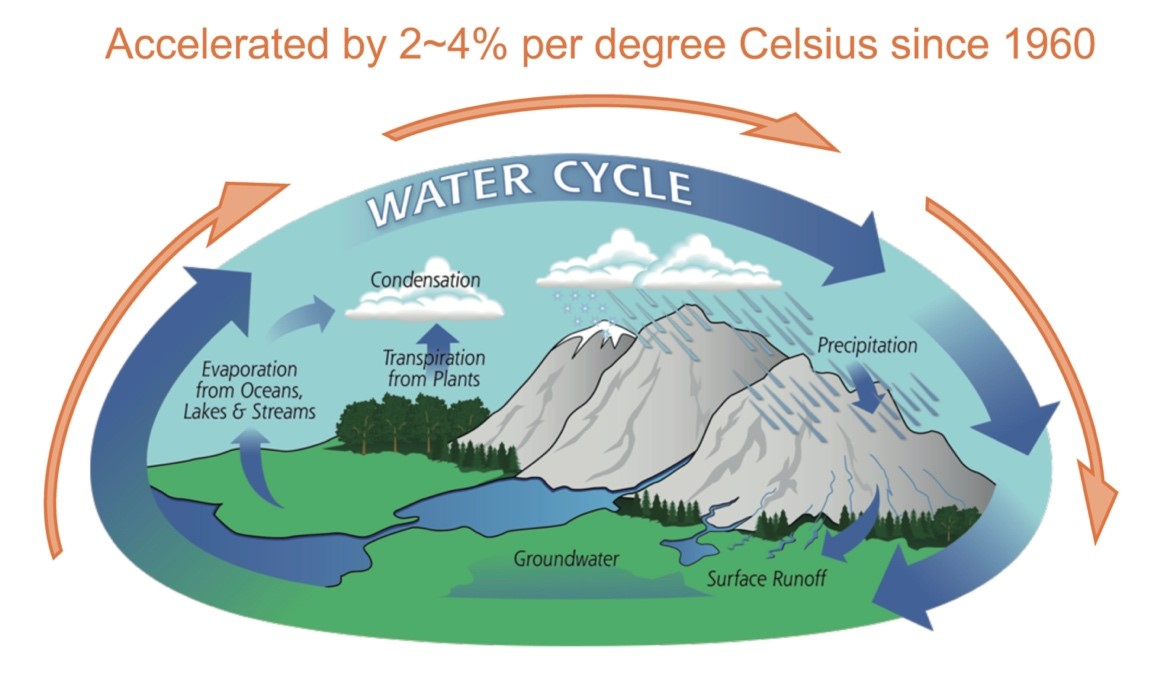 Accelerated by 2~4% per degree Celsius since 1960
WATER CYCLE
Condensation
Transpiration
from Plants
Evaporation
from Oceans,
Lakes & Streams
Precipitation
Groundwater
Surface Runoff